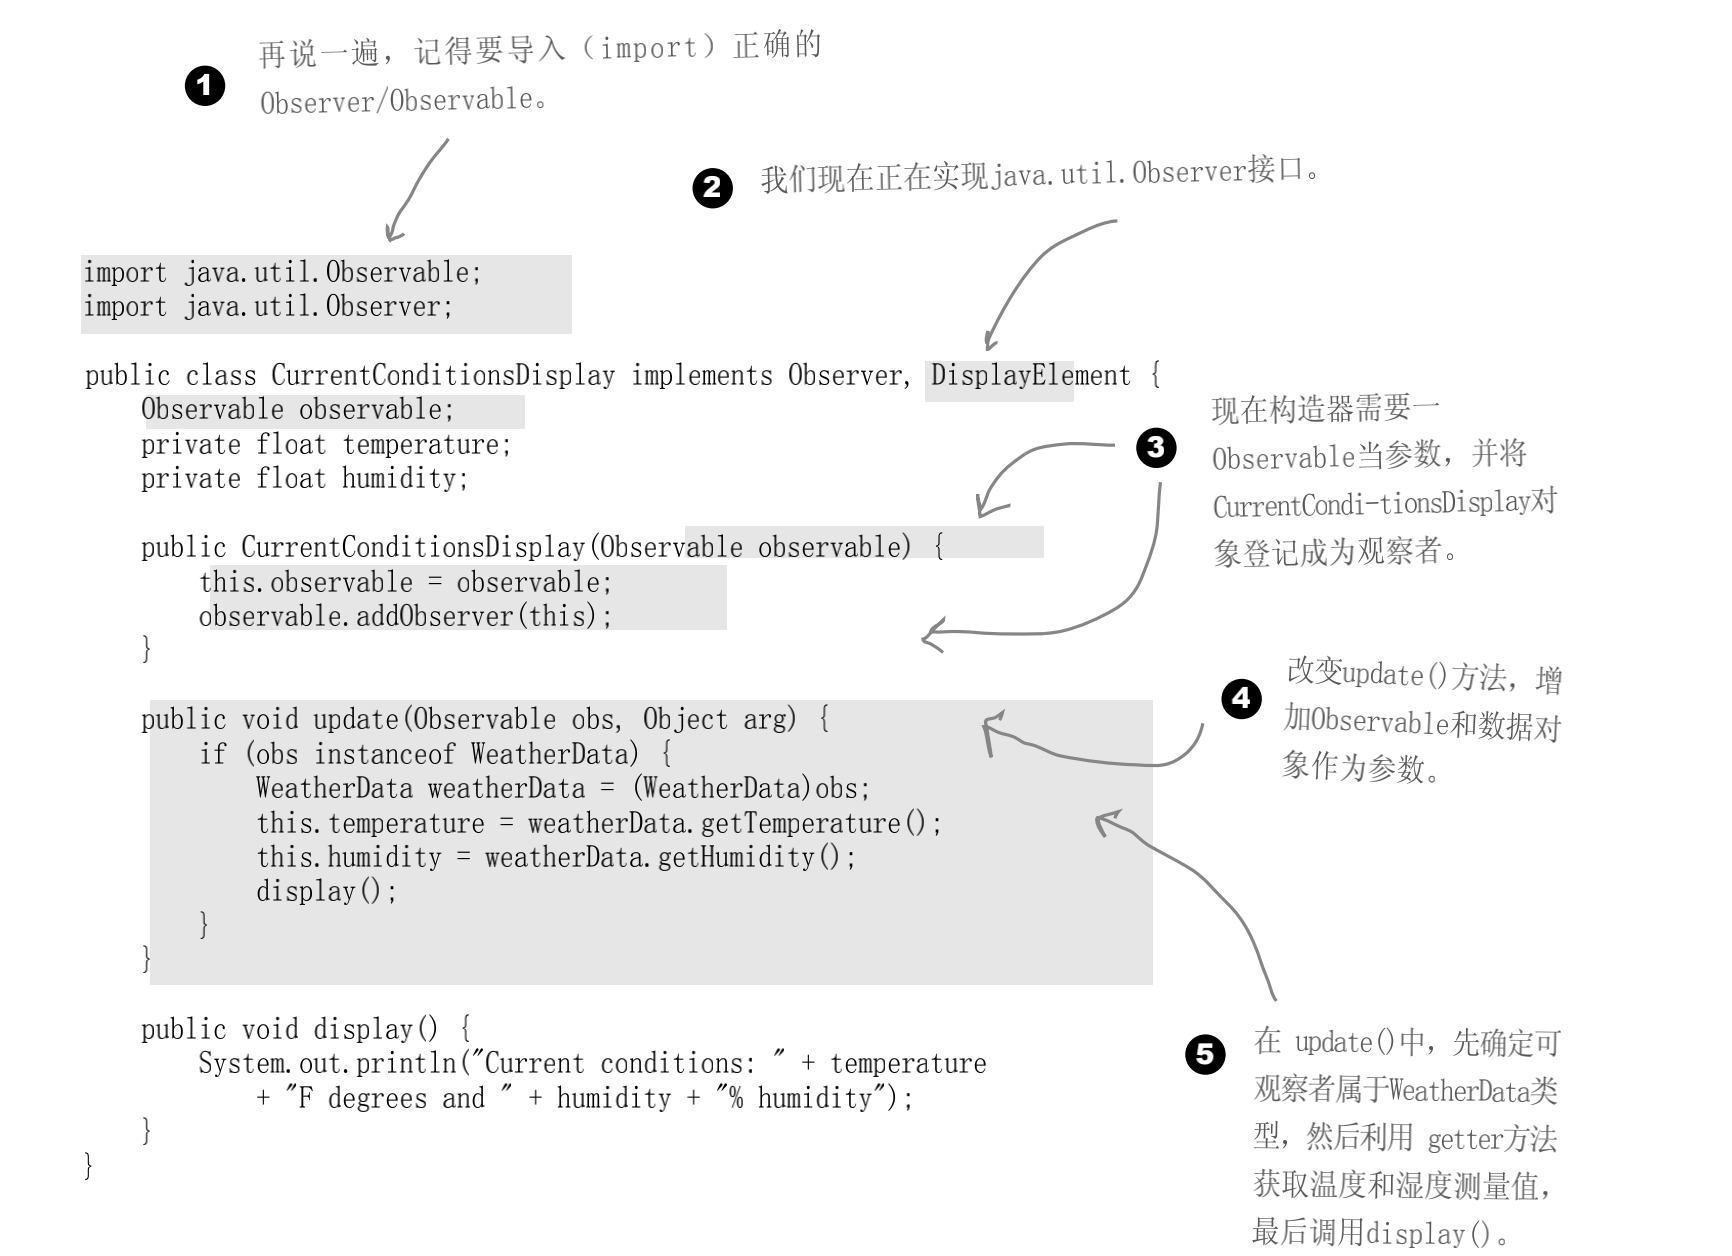 1 再说一遍，记得要导入（import）正确的
Observer/Observable。
2 我们现在正在实现java.util.Observer接口。
import java.util.Observable;
import java.util.Observer;
public class CurrentConditionsDisplay implements Observer, DisplayElement {
Observable observable;
private float temperature;
private float humidity;
3 现在构造器需要一
Observable当参数，并将
CurrentCondi-tionsDisplay对
象登记成为观察者。
public CurrentConditionsDisplay(Observable observable) {
this.observable = observable;
observable.addObserver(this);
}
4 改变update()方法，增
加Observable和数据对
象作为参数。
public void update(Observable obs, Object arg) {
if (obs instanceof WeatherData) {
WeatherData weatherData = (WeatherData)obs;
this.temperature = weatherData.getTemperature();
this.humidity = weatherData.getHumidity();
display();
}
}
public void display() {
System.out.println("Current conditions: " + temperature
+ "F degrees and " + humidity + "% humidity");
}
}
5 在 update()中，先确定可
观察者属于WeatherData类
型，然后利用 getter方法
获取温度和湿度测量值，
最后调用display()。